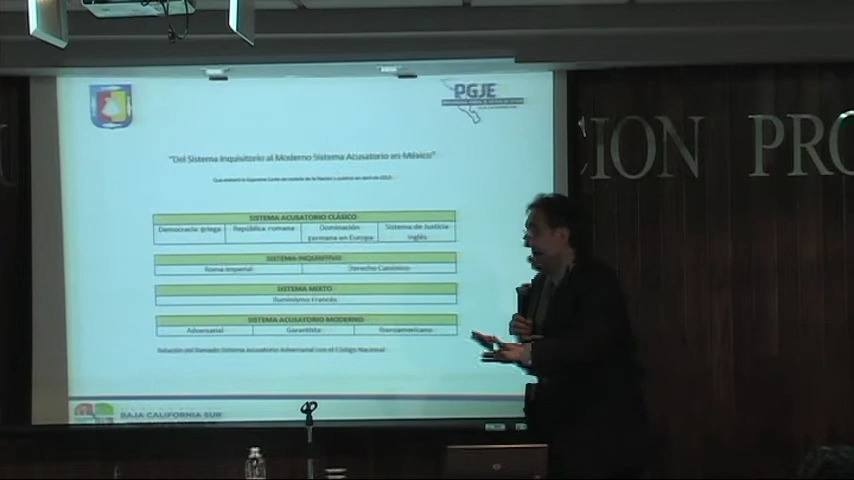 PGJE
"Del Sistema Inquisitorio al Moderno Sistema Acusatorio en México"
SISTEMA ACUSATORIO CLÁSICO
Democracia griega República romana Dominación germana en Europa Sistema de Justicia Inglés
SISTEMA INQUISITIVO
Roma Imperial Derecho Canónico
SISTEMA MIXTO
Iluminismo Francés
SISTEMA ACUSATORIO MODERNO
Adversarial Garantista Iberoamericano
Relación del llamado Sistema Acusatorio Adversarial con el Código Nacional
BAJA CALIFORNIA SUR
CION PROC